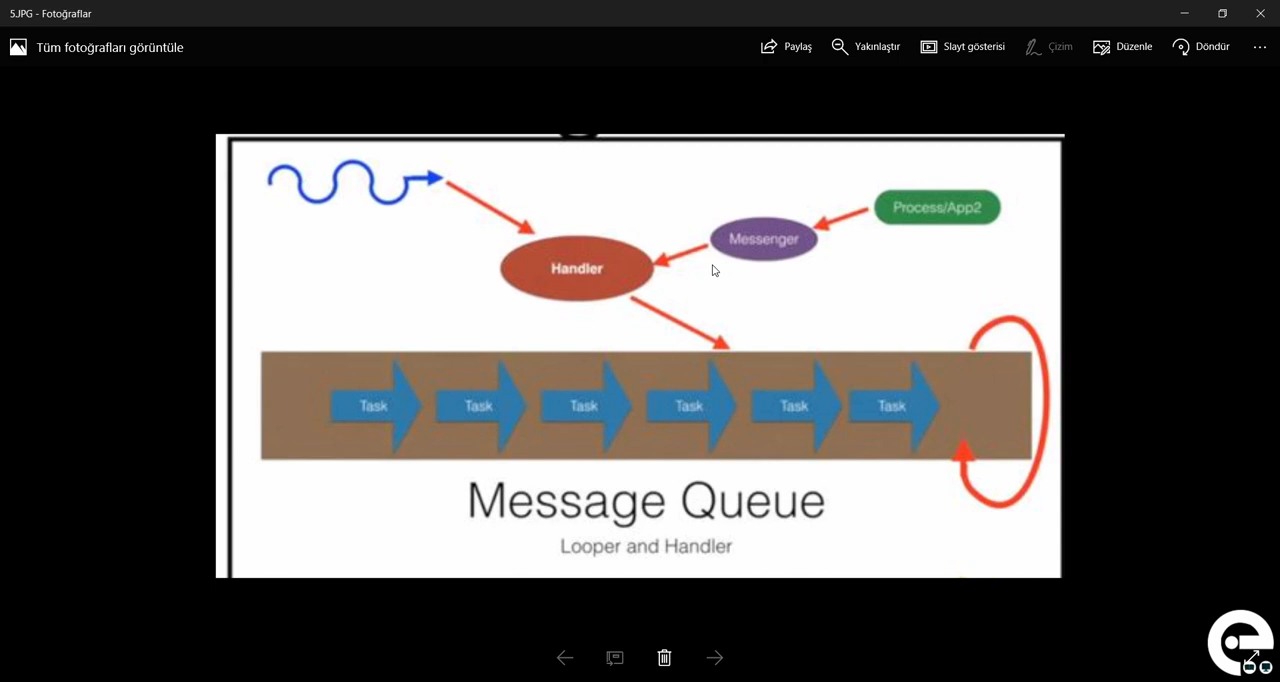 5.JPG - Fotoğraflar
Tüm fotoğrafları görüntüle
Paylaş
Yakınlaştır
Slayt gösterisi
Çizim
Düzenle
Döndür
Process/App2
Messenger
Handler
Task Task Task Task Task Task
Message Queue
Looper and Handler